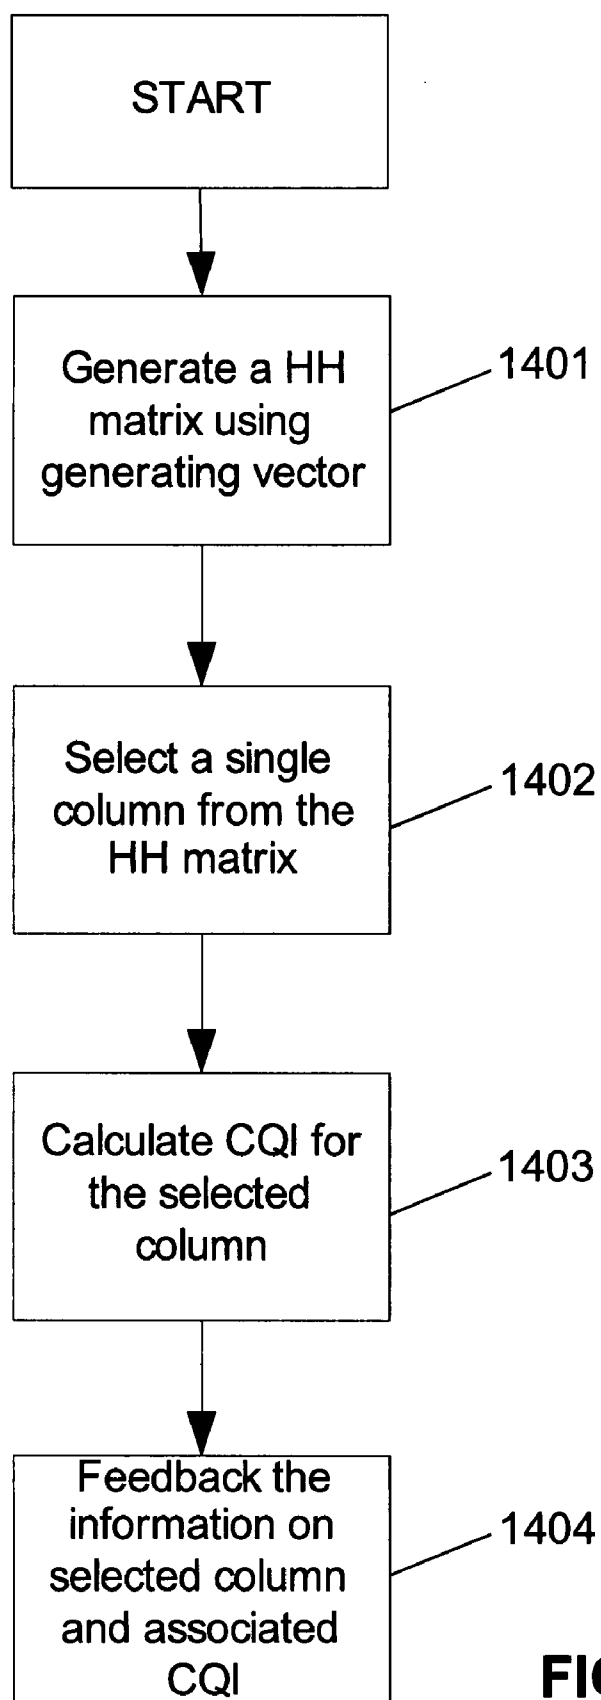 START
Generate a HH
matrix using
generating vector
1401
Select a single
column from the
HH matrix
1402
Calculate CQI for
the selected
column
1403
Feedback the
information on
selected column
and associated
CQI
1404